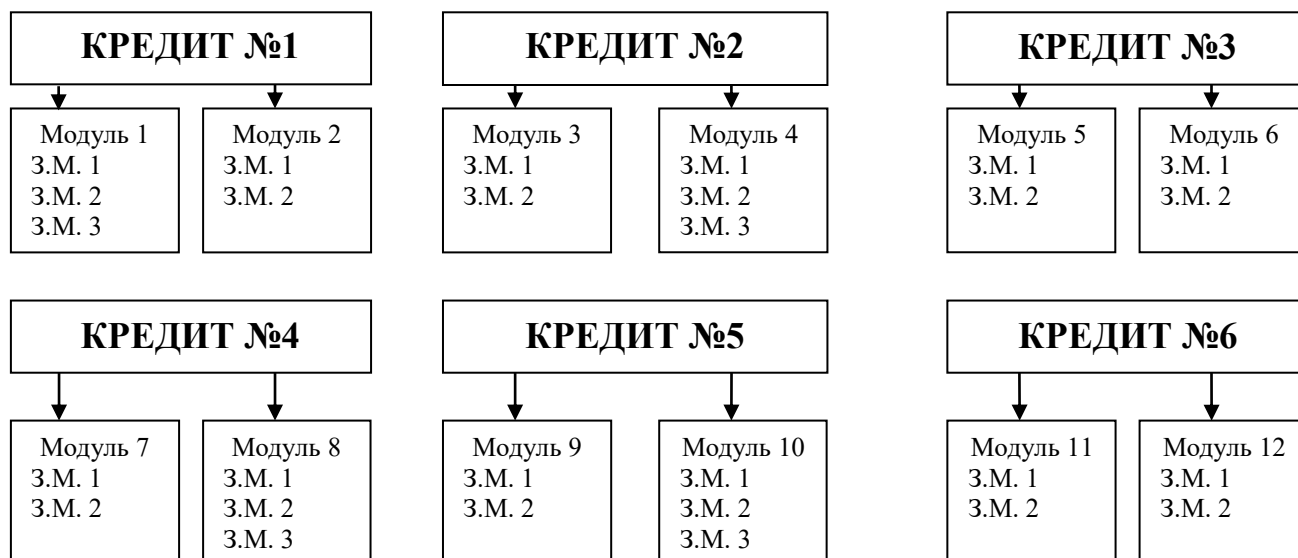 КРЕДИТ №1
Модуль 1
З.М. 1
З.М. 2
З.М. 3
Модуль 2
З.М. 1
З.М. 2
КРЕДИТ №2
Модуль 3
З.М. 1
З.М. 2
Модуль 4
З.М. 1
З.М. 2
З.М. 3
КРЕДИТ №3
Модуль 5
З.М. 1
З.М. 2
Модуль 6
З.М. 1
З.М. 2
КРЕДИТ №4
Модуль 7
З.М. 1
З.М. 2
Модуль 8
З.М. 1
З.М. 2
З.М. 3
КРЕДИТ №5
Модуль 9
З.М. 1
З.М. 2
Модуль 10
З.М. 1
З.М. 2
З.М. 3
КРЕДИТ №6
Модуль 11
З.М. 1
З.М. 2
Модуль 12
З.М. 1
З.М. 2